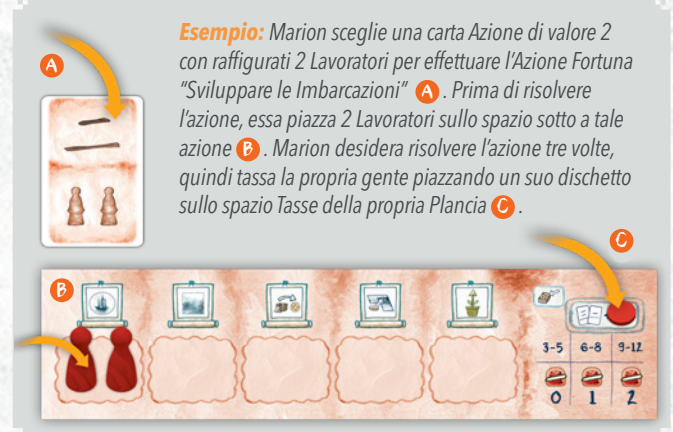 Esempio: Marion sceglie una carta Azione di valore 2
con raffigurati 2 Lavoratori per effettuare l'Azione Fortuna
"Sviluppare le Imbarcazioni" A . Prima di risolvere
l'azione, essa piazza 2 Lavoratori sullo spazio sotto a tale
azione B . Marion desidera risolvere l'azione tre volte,
quindi tassa la propria gente piazzando un suo dischetto
sullo spazio Tasse della propria Plancia C .
A
B
C
3-5 6-8 9-12
0 1 2